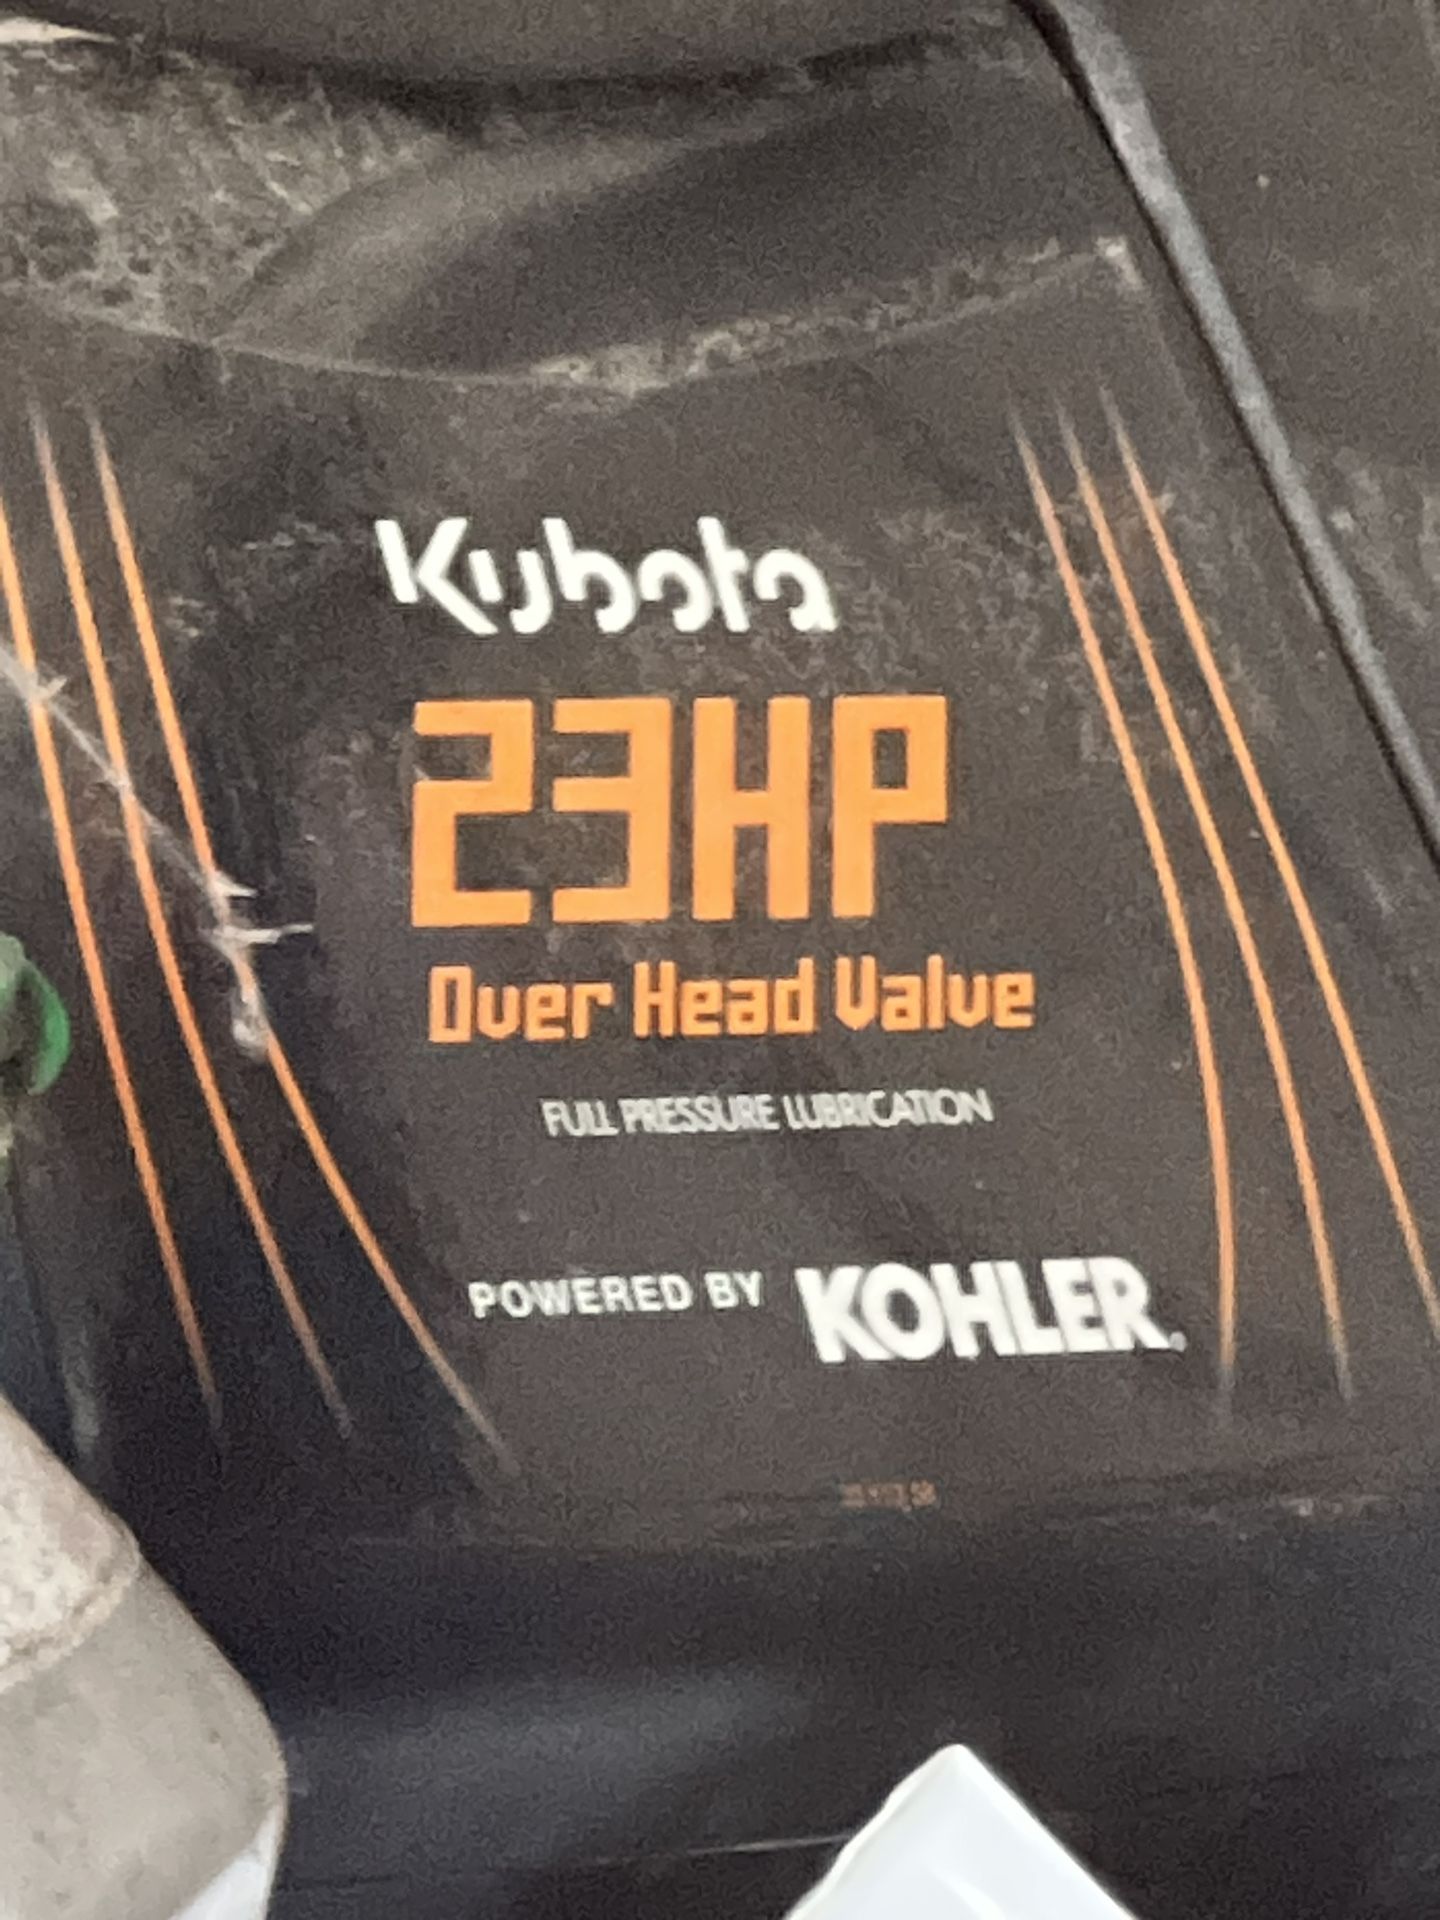 Kubota
23HP
Over Head Valve
FULL PRESSURE LUBRICATION
POWERED BY KOHLER